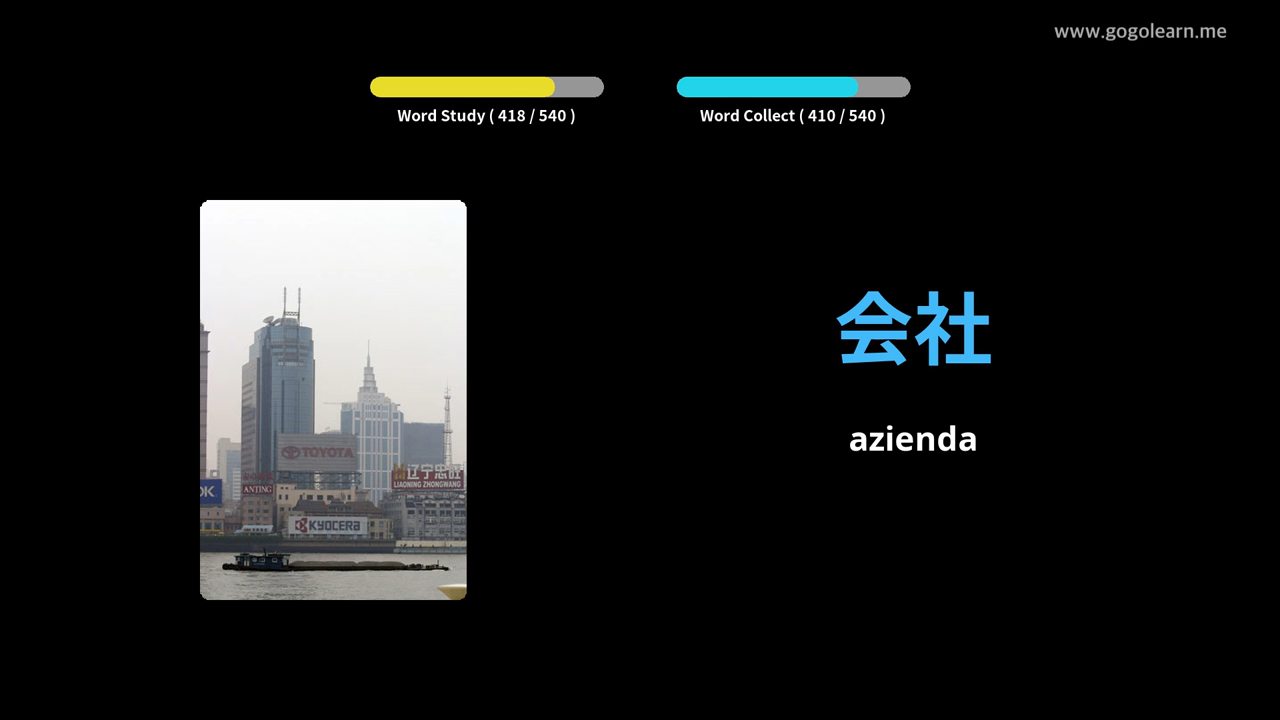 www.gogolearn.me
Word Study ( 418 / 540 )
Word Collect ( 410 / 540 )
会社
azienda
TOYOTA
辽宁忠旺
LIAONING ZHONGWANG
OK
ANTING
KYOCERA